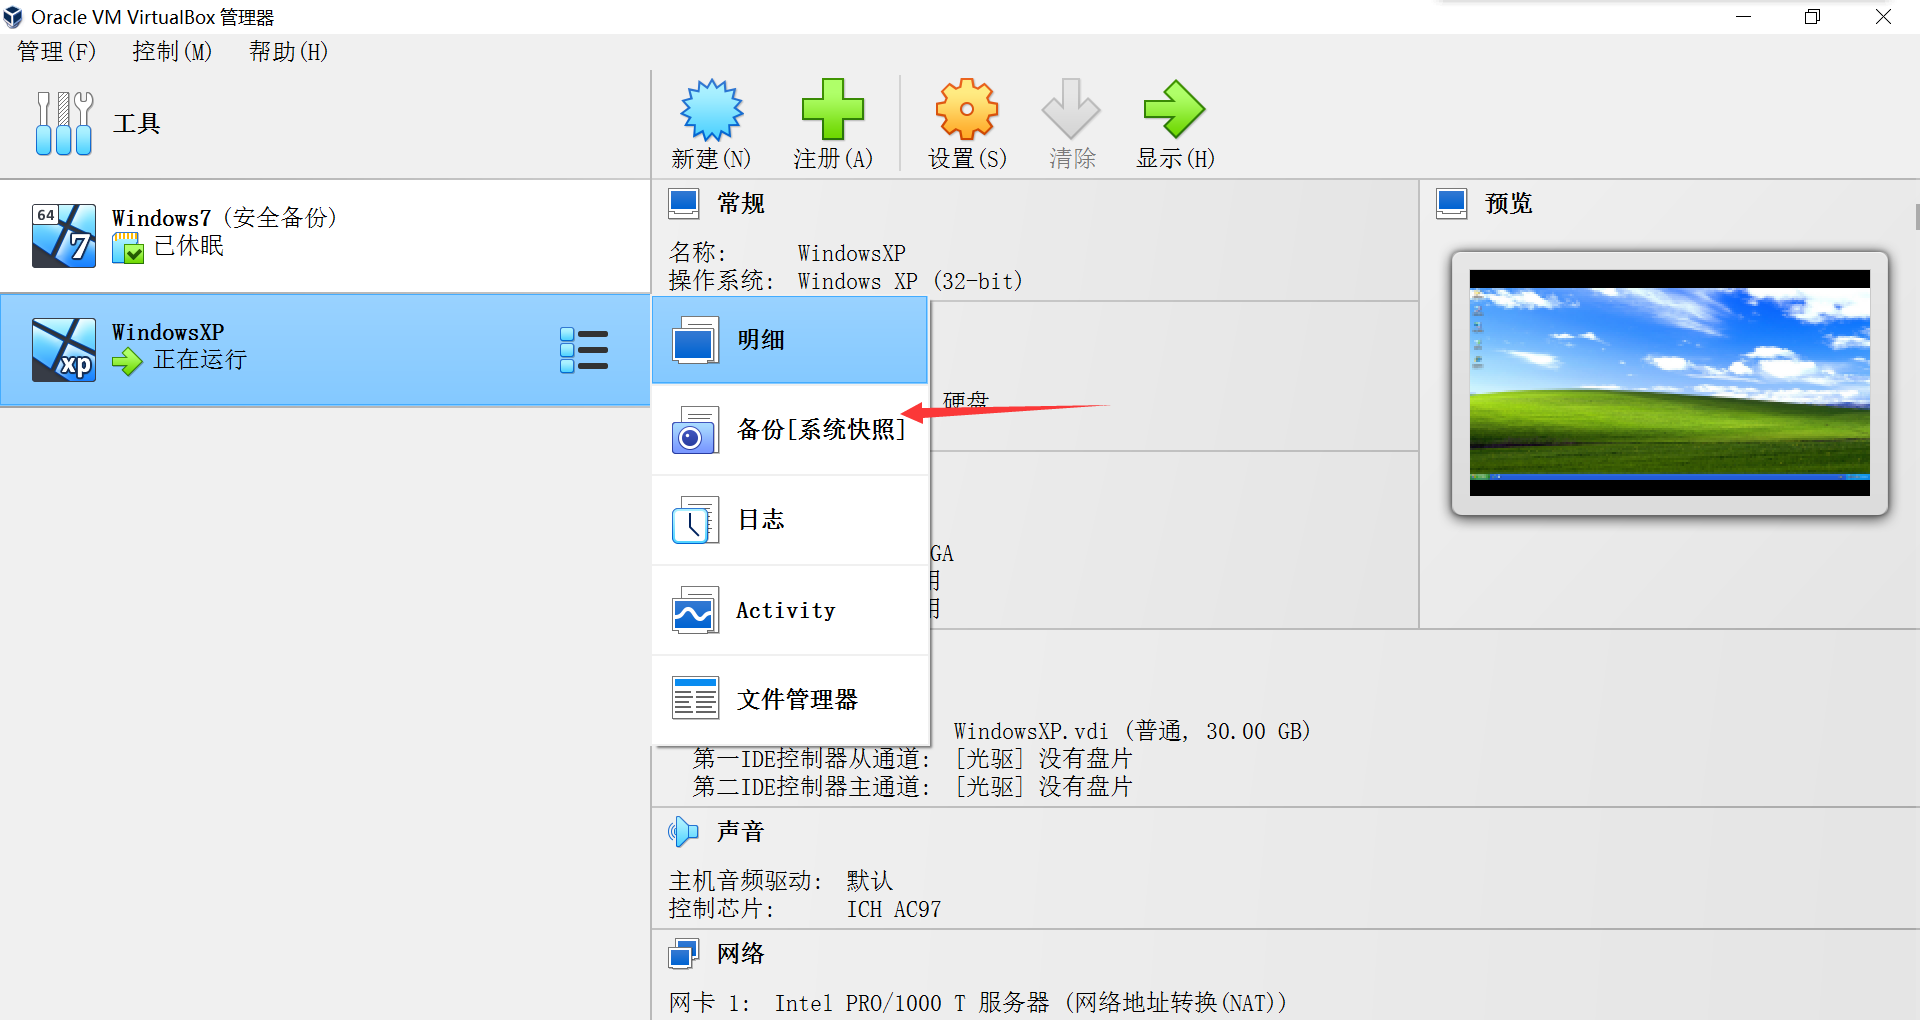 Oracle VM VirtualBox 管理器
管理(F) 控制(M) 帮助(H)
工具
新建(N) 注册(A) 设置(S) 清除 显示(H)
64
7
Windows7 (安全备份)
已休眠
xp
WindowsXP
正在运行
常规
名称: WindowsXP
操作系统: Windows XP (32-bit)
预览
明细
备份[系统快照]
日志
Activity
文件管理器
硬盘
GA
WindowsXP.vdi (普通, 30.00 GB)
第一IDE控制器从通道: [光驱] 没有盘片
第二IDE控制器主通道: [光驱] 没有盘片
声音
主机音频驱动: 默认
控制芯片: ICH AC97
网络
网卡 1: Intel PRO/1000 T 服务器 (网络地址转换(NAT))